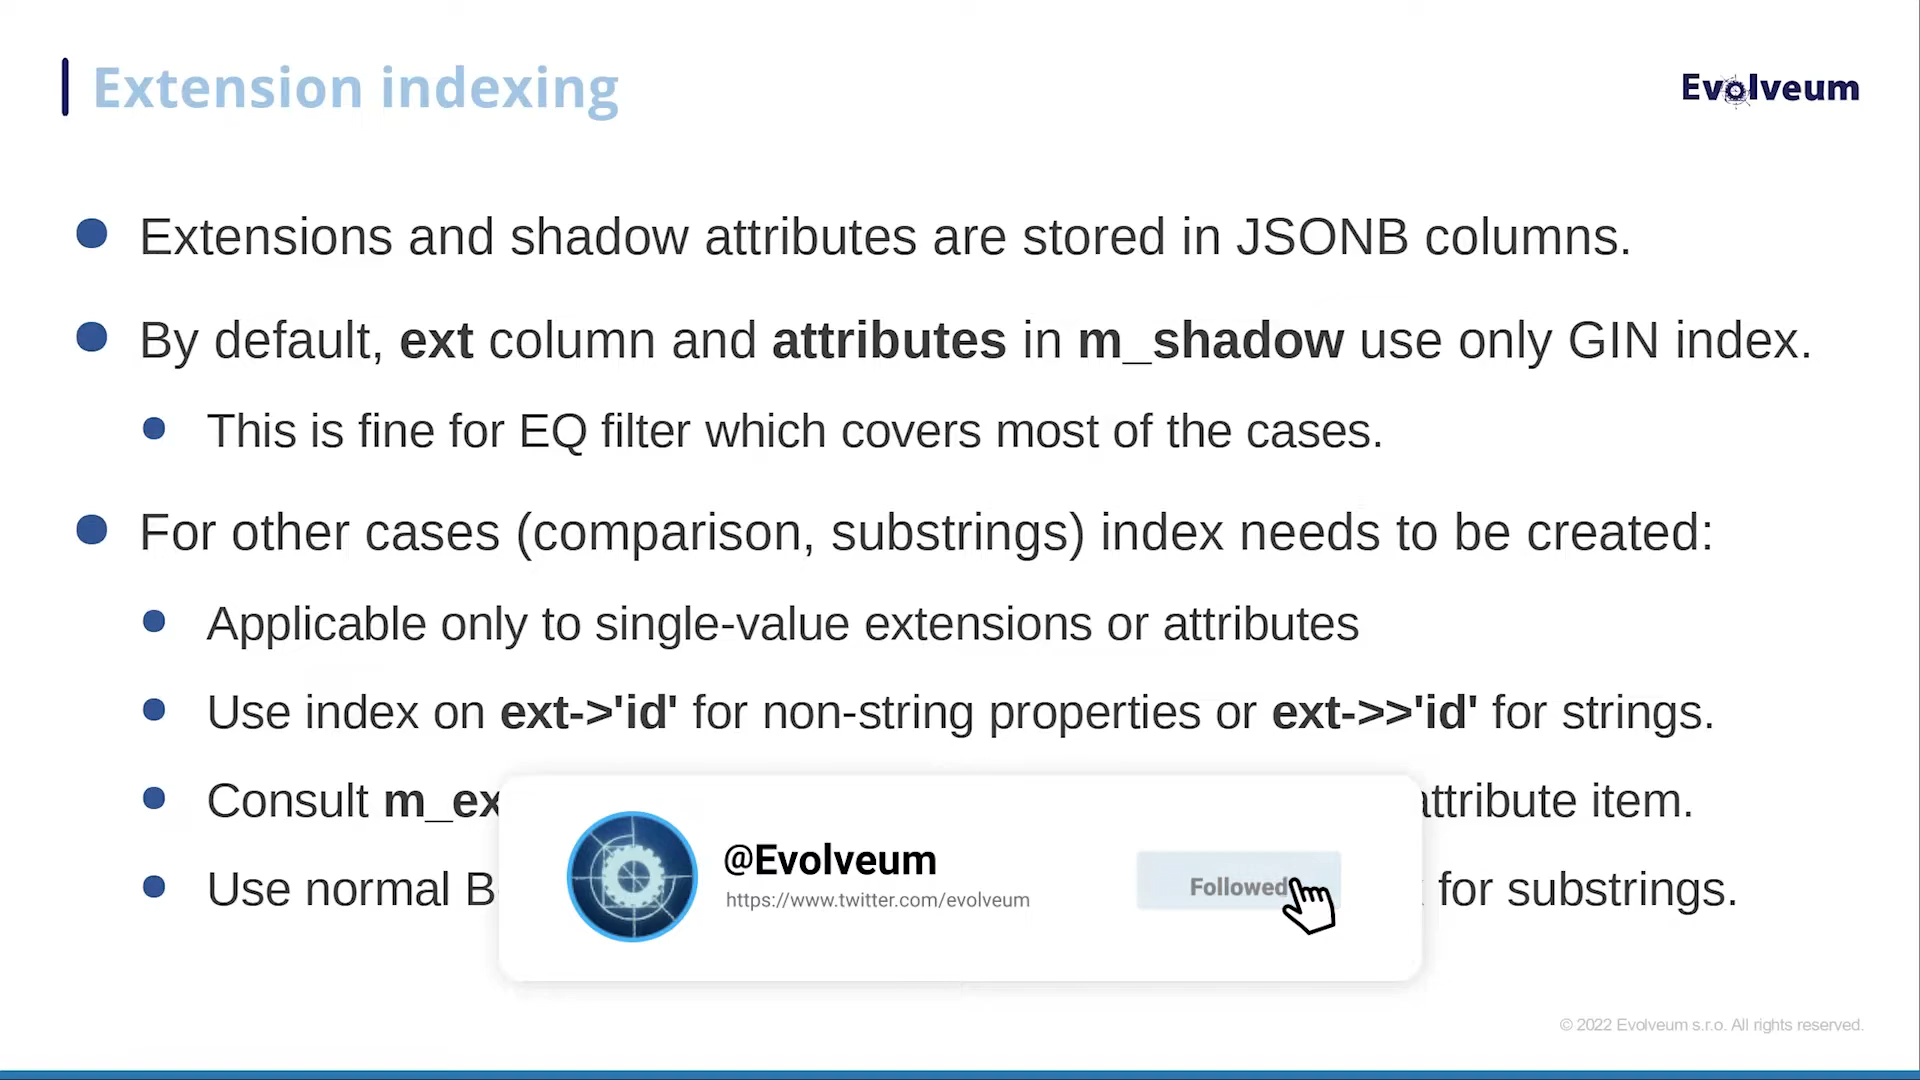 Extension indexing
Evolveum
Extensions and shadow attributes are stored in JSONB columns.
By default, ext column and attributes in m_shadow use only GIN index.
This is fine for EQ filter which covers most of the cases.
For other cases (comparison, substrings) index needs to be created:
Applicable only to single-value extensions or attributes
Use index on ext->'id' for non-string properties or ext->>'id' for strings.
Consult m_ex attribute item.
Use normal B for substrings.
@Evolveum
https://www.twitter.com/evolveum
Followed
© 2022 Evolveum s.r.o. All rights reserved.